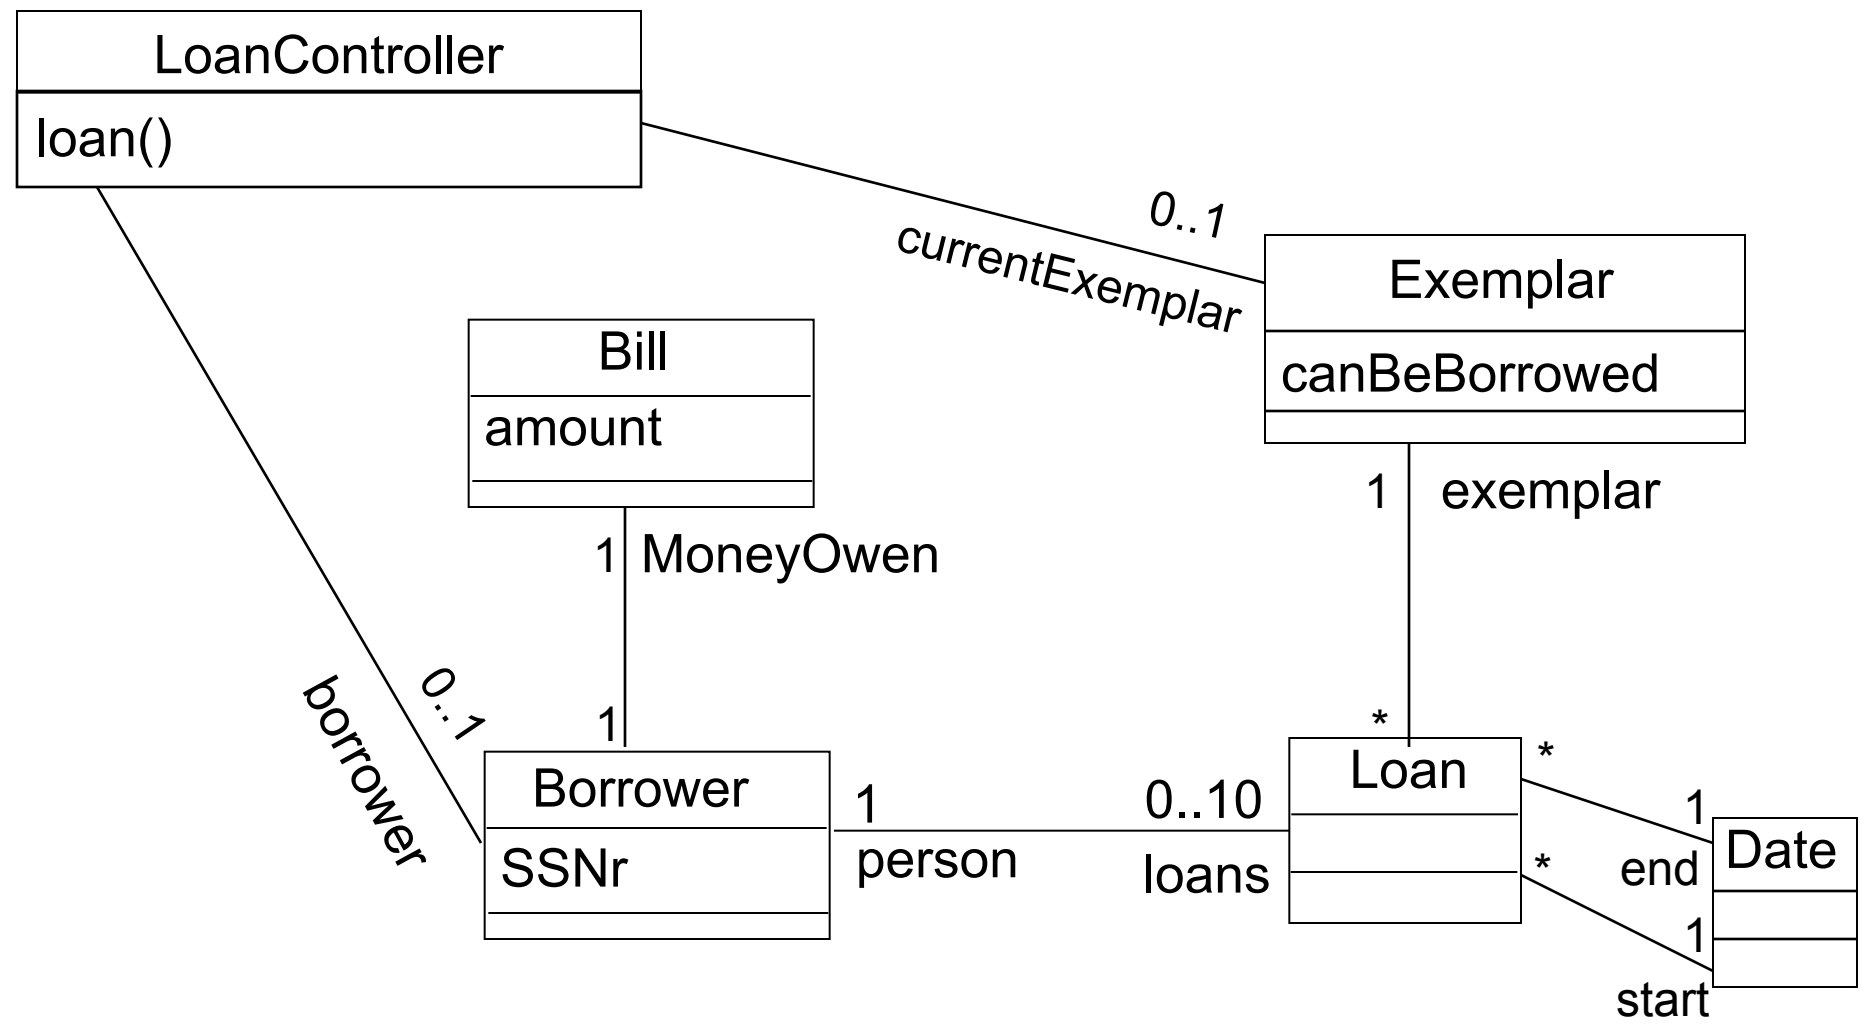 LoanController
loan()
0..1
currentExemplar
Exemplar
canBeBorrowed
Bill
amount
1 exemplar
1 MoneyOwen
0..1
borrower
1
*
Borrower
SSNr
1
person
0..10
loans
Loan
*
1
end
*
1
start
Date